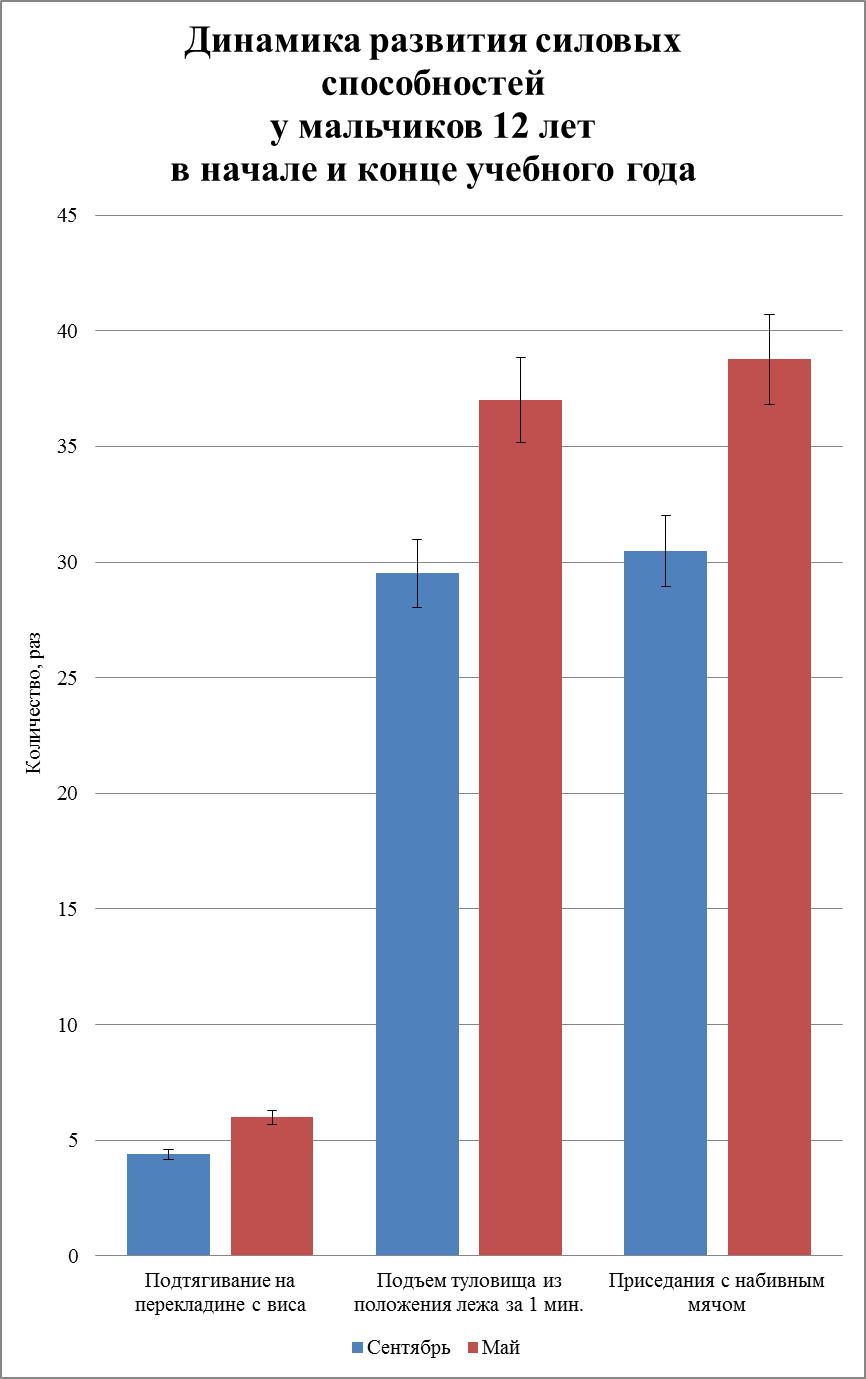 Динамика развития силовых
способностей
у мальчиков 12 лет
в начале и конце учебного года
45
40
35
30
25
20
15
10
5
0
Количество, раз
Подтягивание на
перекладине с виса
Подъем туловища из
положения лежа за 1 мин.
Приседания с набивным
мячом
Сентябрь
Май